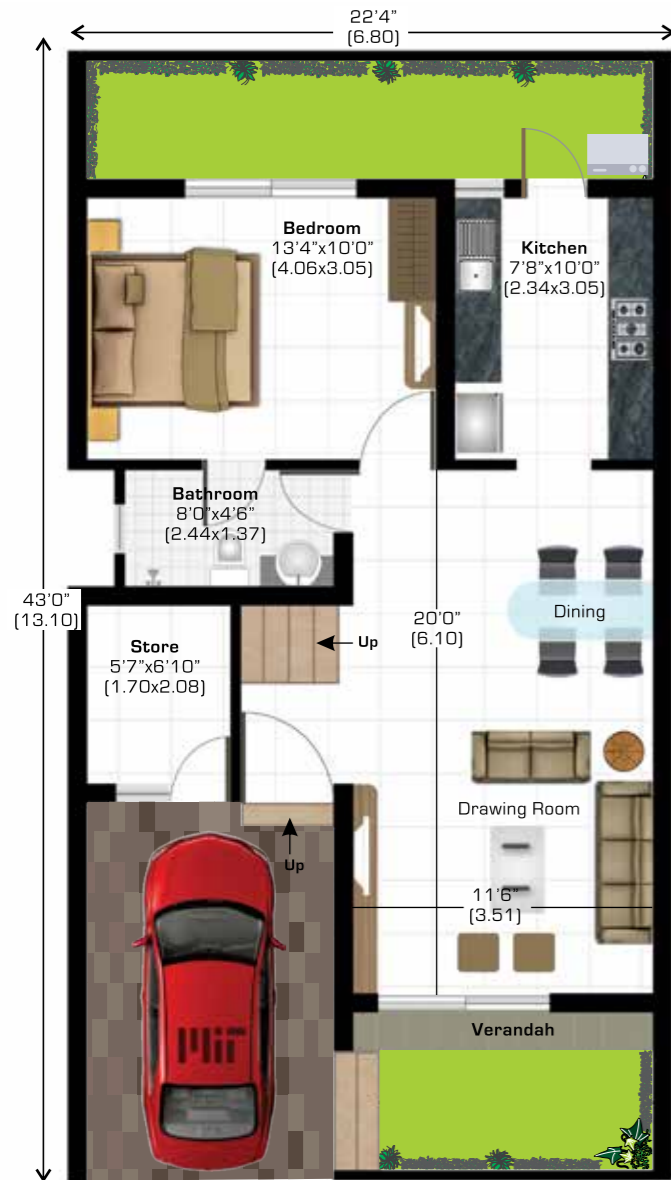 22'4"
(6.80)
Bedroom
13'4"x10'0"
(4.06x3.05)
Kitchen
7'8"x10'0"
(2.34x3.05)
Bathroom
8'0"x4'6"
(2.44x1.37)
43'0"
(13.10)
20'0"
(6.10)
Dining
Store
5'7"x6'10"
(1.70x2.08)
Up
Drawing Room
Up
11'6"
(3.51)
Mit
Verandah